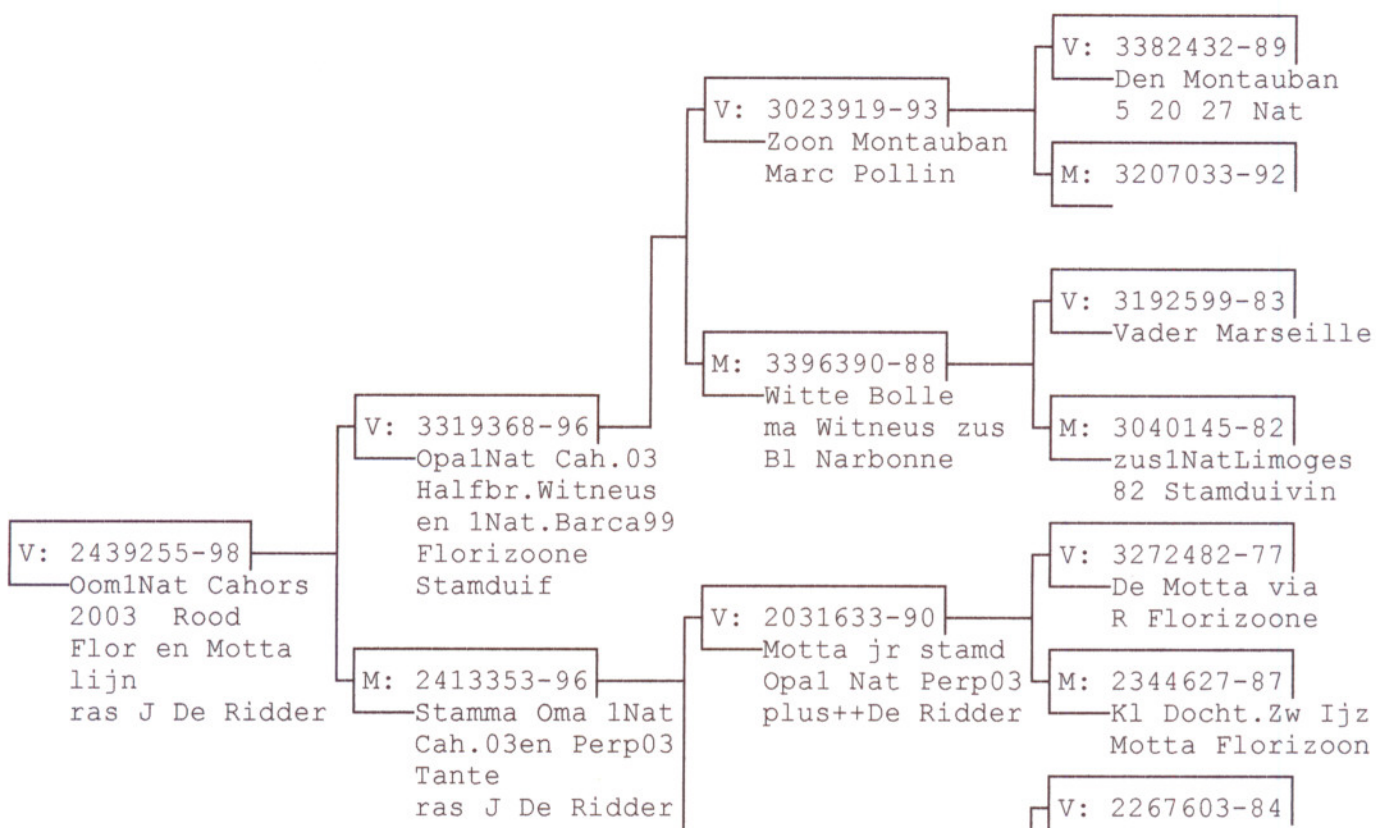 V: 2439255-98
Oom1Nat Cahors
2003 Rood
Flor en Motta
lijn
ras J De Ridder
V: 3319368-96
Opa1Nat Cah.03
Halfbr.Witneus
en 1Nat.Barca99
Florizoone
Stamduif
M: 2413353-96
Stamma Oma 1Nat
Cah.03en Perp03
Tante
ras J De Ridder
V: 3023919-93
Zoon Montauban
Marc Pollin
M: 3396390-88
Witte Bolle
ma Witneus zus
Bl Narbonne
V: 2031633-90
Motta jr stamd
Opa1 Nat Perp03
plus++De Ridder
V: 3382432-89
Den Montauban
5 20 27 Nat
M: 3207033-92
V: 3192599-83
Vader Marseille
M: 3040145-82
zus1NatLimoges
82 Stamduivin
V: 3272482-77
De Motta via
R Florizoone
M: 2344627-87
Kl Docht.Zw Ijz
Motta Florizoon
V: 2267603-84